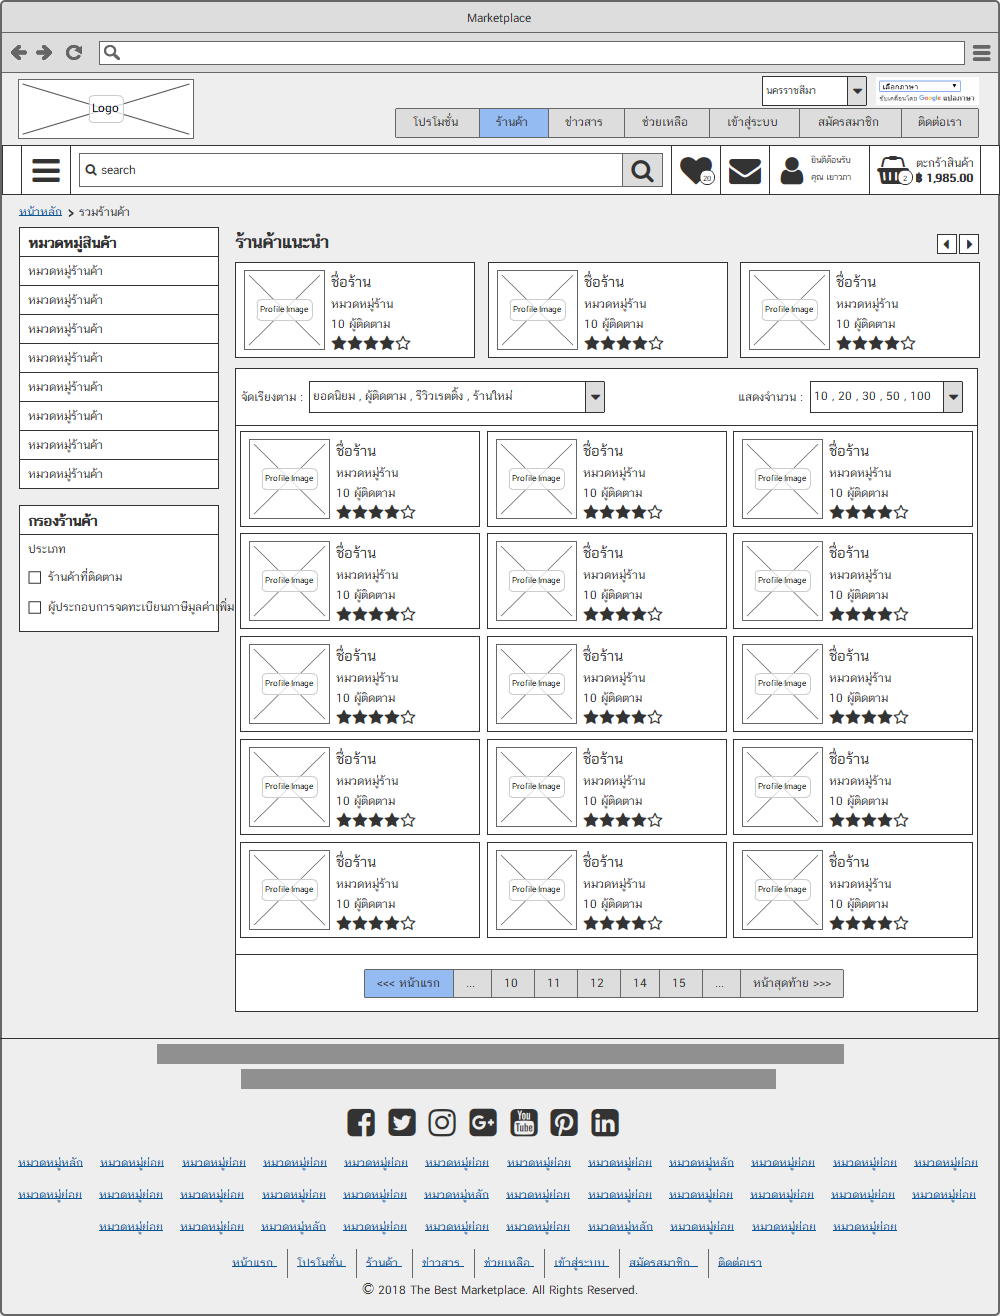 Marketplace
Logo
นครราชสีมา
เลือกภาษา
ขับเคลื่อนโดย Google แปลภาษา
โปรโมชั่น ร้านค้า ข่าวสาร ช่วยเหลือ เข้าสู่ระบบ สมัครสมาชิก ติดต่อเรา
search
20
ยินดีต้อนรับ
คุณ เยาวภา
2
ตะกร้าสินค้า
฿ 1,985.00
หน้าหลัก > รวมร้านค้า
หมวดหมู่สินค้า
หมวดหมู่ร้านค้า
หมวดหมู่ร้านค้า
หมวดหมู่ร้านค้า
หมวดหมู่ร้านค้า
หมวดหมู่ร้านค้า
หมวดหมู่ร้านค้า
หมวดหมู่ร้านค้า
หมวดหมู่ร้านค้า
กรองร้านค้า
ประเภท
ร้านค้าที่ติดตาม
ผู้ประกอบการจดทะเบียนภาษีมูลค่าเพิ่ม
ร้านค้าแนะนำ
ชื่อร้าน ชื่อร้าน ชื่อร้าน
หมวดหมู่ร้าน หมวดหมู่ร้าน หมวดหมู่ร้าน
Profile Image Profile Image Profile Image
10 ผู้ติดตาม 10 ผู้ติดตาม 10 ผู้ติดตาม
จัดเรียงตาม : ยอดนิยม , ผู้ติดตาม , รีวิวเรตติ้ง , ร้านใหม่ แสดงจำนวน : 10 , 20 , 30 , 50 , 100
ชื่อร้าน ชื่อร้าน ชื่อร้าน
หมวดหมู่ร้าน หมวดหมู่ร้าน หมวดหมู่ร้าน
Profile Image Profile Image Profile Image
10 ผู้ติดตาม 10 ผู้ติดตาม 10 ผู้ติดตาม
ชื่อร้าน ชื่อร้าน ชื่อร้าน
หมวดหมู่ร้าน หมวดหมู่ร้าน หมวดหมู่ร้าน
Profile Image Profile Image Profile Image
10 ผู้ติดตาม 10 ผู้ติดตาม 10 ผู้ติดตาม
ชื่อร้าน ชื่อร้าน ชื่อร้าน
หมวดหมู่ร้าน หมวดหมู่ร้าน หมวดหมู่ร้าน
Profile Image Profile Image Profile Image
10 ผู้ติดตาม 10 ผู้ติดตาม 10 ผู้ติดตาม
ชื่อร้าน ชื่อร้าน ชื่อร้าน
หมวดหมู่ร้าน หมวดหมู่ร้าน หมวดหมู่ร้าน
Profile Image Profile Image Profile Image
10 ผู้ติดตาม 10 ผู้ติดตาม 10 ผู้ติดตาม
ชื่อร้าน ชื่อร้าน ชื่อร้าน
หมวดหมู่ร้าน หมวดหมู่ร้าน หมวดหมู่ร้าน
Profile Image Profile Image Profile Image
10 ผู้ติดตาม 10 ผู้ติดตาม 10 ผู้ติดตาม
<<< หน้าแรก ... 10 11 12 14 15 ... หน้าสุดท้าย >>>
You Tube
หมวดหมู่หลัก หมวดหมู่ย่อย หมวดหมู่ย่อย หมวดหมู่ย่อย หมวดหมู่ย่อย หมวดหมู่ย่อย หมวดหมู่ย่อย หมวดหมู่ย่อย หมวดหมู่หลัก หมวดหมู่ย่อย หมวดหมู่ย่อย หมวดหมู่ย่อย
หมวดหมู่ย่อย หมวดหมู่ย่อย หมวดหมู่ย่อย หมวดหมู่ย่อย หมวดหมู่ย่อย หมวดหมู่หลัก หมวดหมู่ย่อย หมวดหมู่ย่อย หมวดหมู่ย่อย หมวดหมู่ย่อย หมวดหมู่ย่อย หมวดหมู่ย่อย
หมวดหมู่ย่อย หมวดหมู่ย่อย หมวดหมู่หลัก หมวดหมู่ย่อย หมวดหมู่ย่อย หมวดหมู่ย่อย หมวดหมู่หลัก หมวดหมู่ย่อย หมวดหมู่ย่อย หมวดหมู่ย่อย
หน้าแรก โปรโมชั่น ร้านค้า ข่าวสาร ช่วยเหลือ เข้าสู่ระบบ สมัครสมาชิก ติดต่อเรา
© 2018 The Best Marketplace. All Rights Reserved.